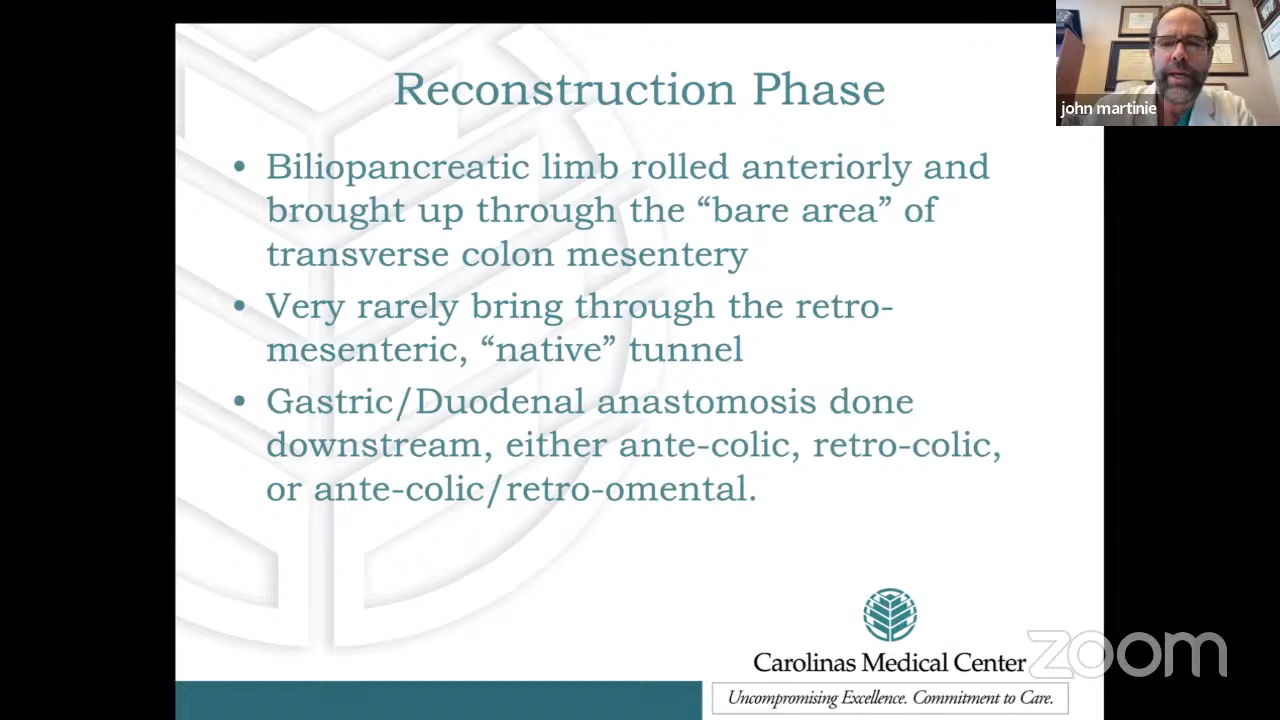 Reconstruction Phase
• Biliopancreatic limb rolled anteriorly and
brought up through the “bare area” of
transverse colon mesentery
• Very rarely bring through the retro-
mesenteric, “native” tunnel
• Gastric/Duodenal anastomosis done
downstream, either ante-colic, retro-colic,
or ante-colic/retro-omental.
Carolinas Medical Center
Uncompromising Excellence. Commitment to Care.
john martinie
zoom